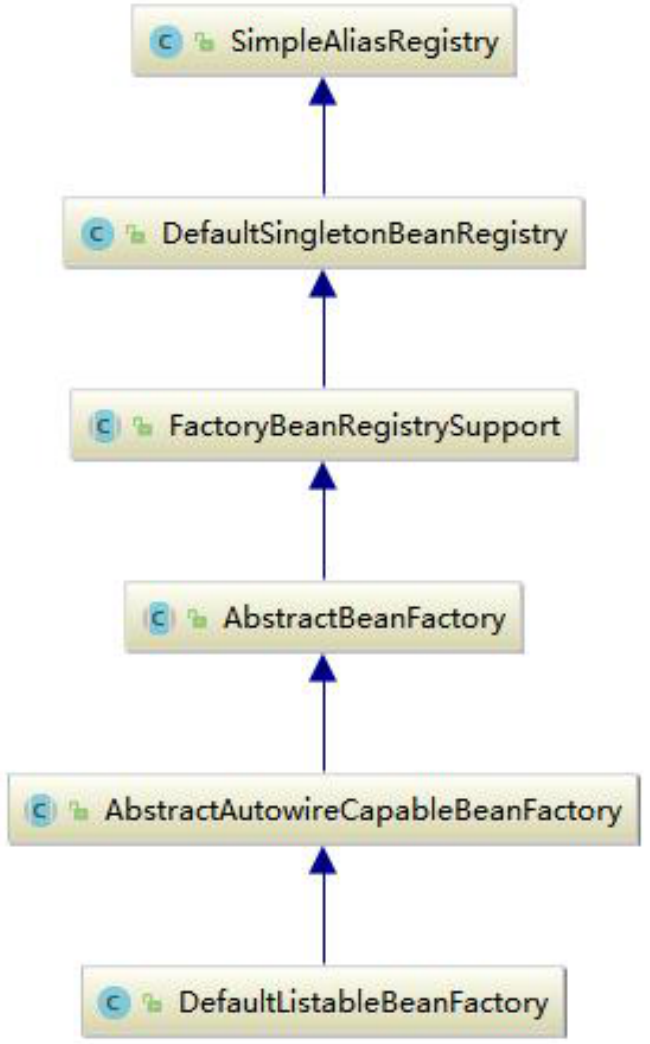 C SimpleAliasRegistry
C DefaultSingletonBeanRegistry
C FactoryBeanRegistrySupport
C AbstractBeanFactory
C AbstractAutowireCapableBeanFactory
C DefaultListableBeanFactory